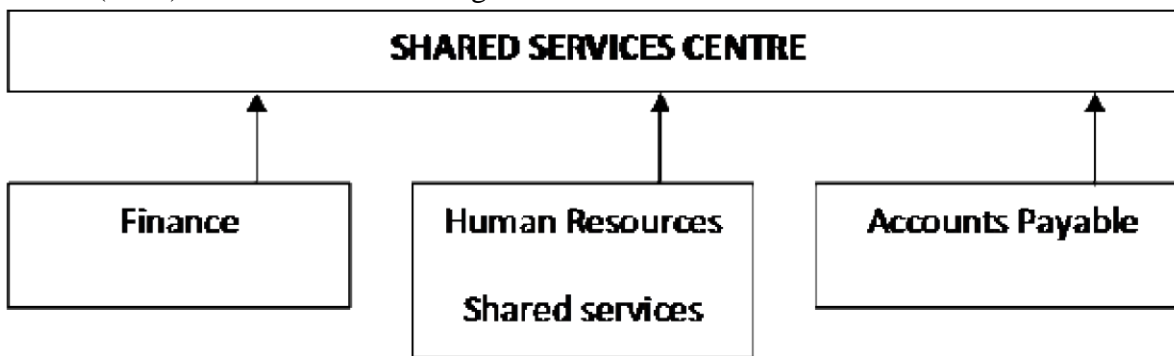 SHARED SERVICES CENTRE
Finance
Human Resources
Shared services
Accounts Payable